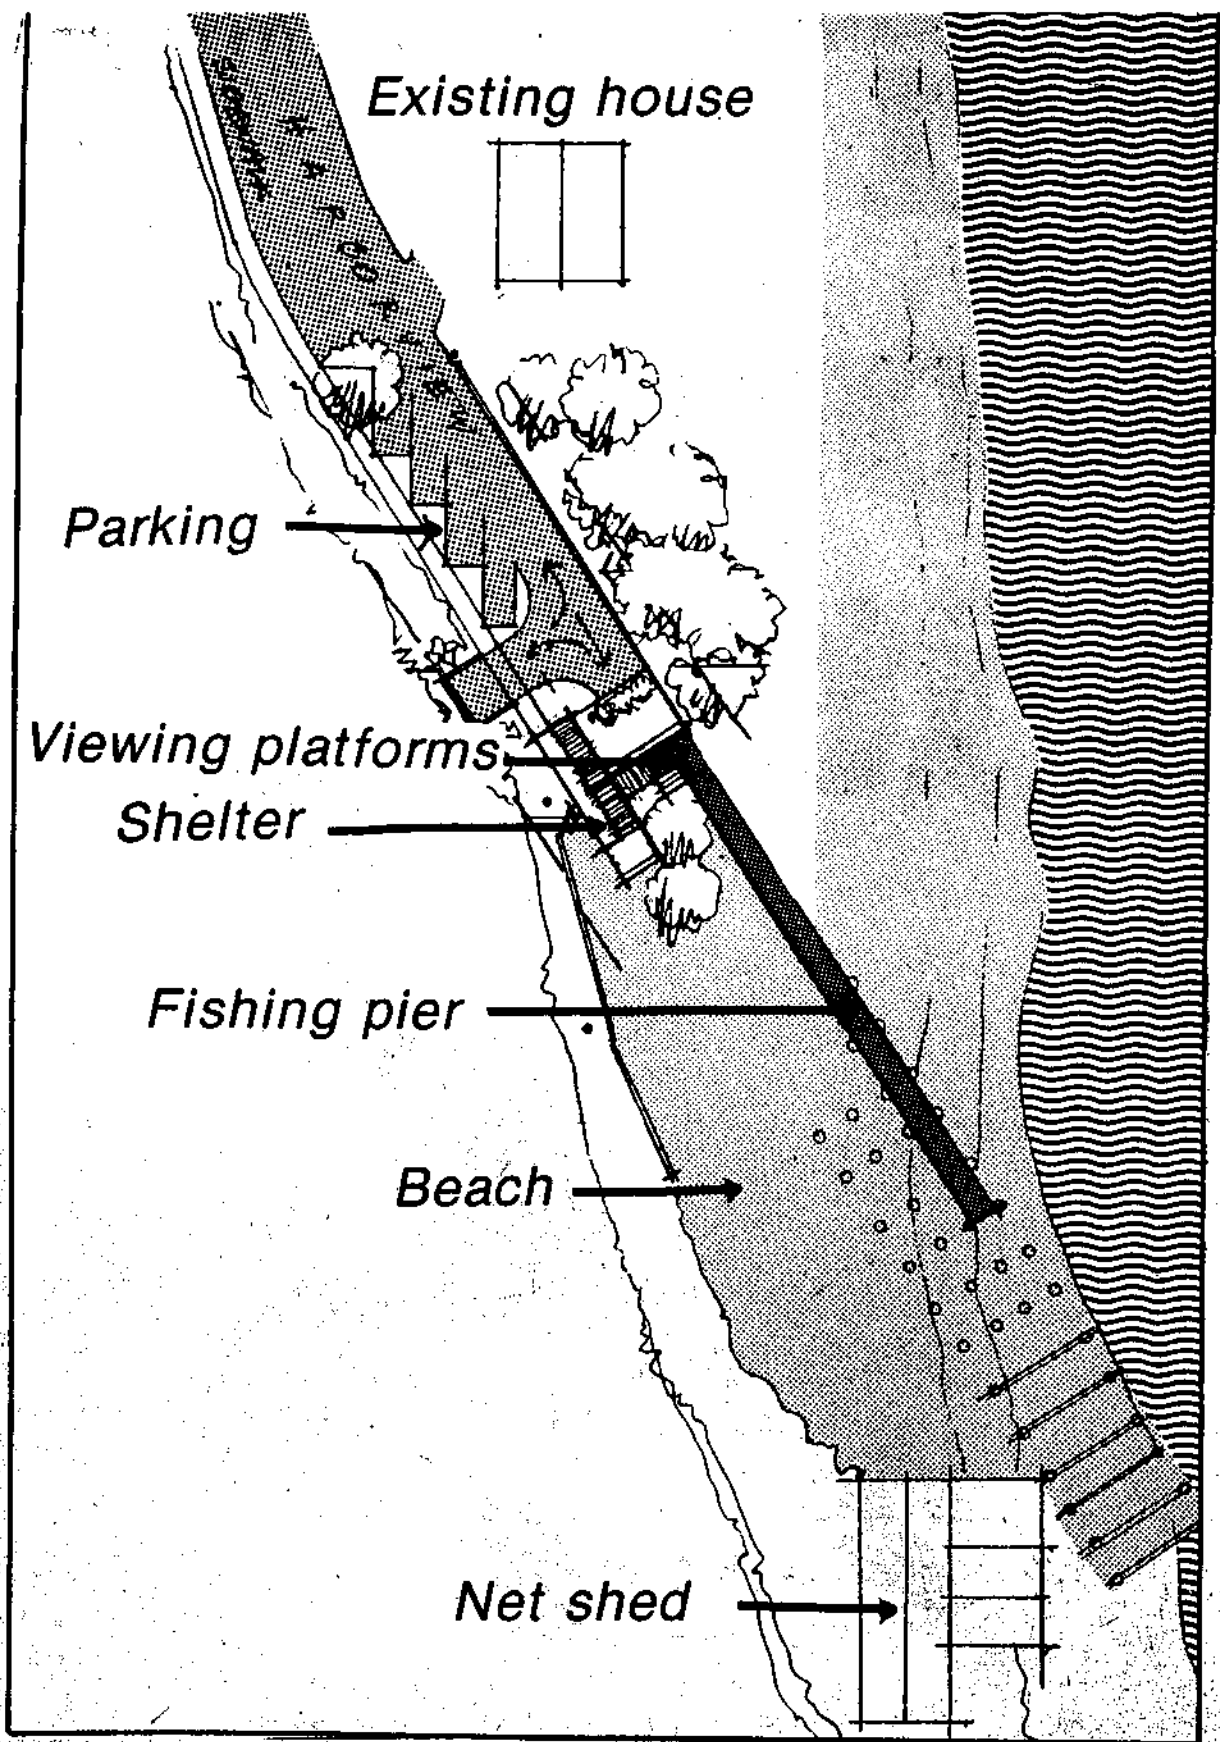 Existing house
Parking
Viewing platforms
Shelter
Fishing pier
Beach
Net shed